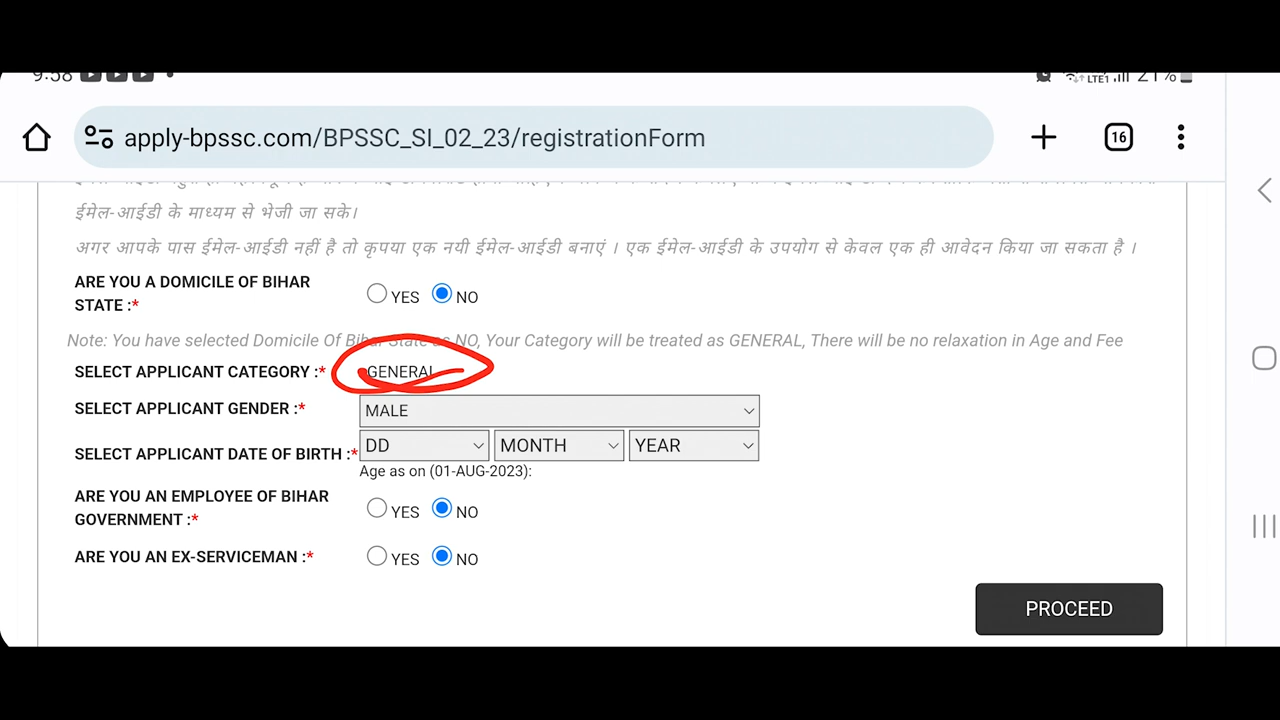 9:58
LTE1 21%
apply-bpssc.com/BPSSC_SI_02_23/registrationForm
16
ईमेल-आईडी के माध्यम से भेजी जा सके।
अगर आपके पास ईमेल-आईडी नहीं है तो कृपया एक नयी ईमेल-आईडी बनाएं । एक ईमेल-आईडी के उपयोग से केवल एक ही आवेदन किया जा सकता है ।
ARE YOU A DOMICILE OF BIHAR
STATE :* YES NO
Note: You have selected Domicile Of Bihar State as NO, Your Category will be treated as GENERAL, There will be no relaxation in Age and Fee
SELECT APPLICANT CATEGORY :* GENERAL
SELECT APPLICANT GENDER :* MALE
SELECT APPLICANT DATE OF BIRTH :* DD MONTH YEAR
Age as on (01-AUG-2023):
ARE YOU AN EMPLOYEE OF BIHAR
GOVERNMENT :* YES NO
ARE YOU AN EX-SERVICEMAN :* YES NO
PROCEED